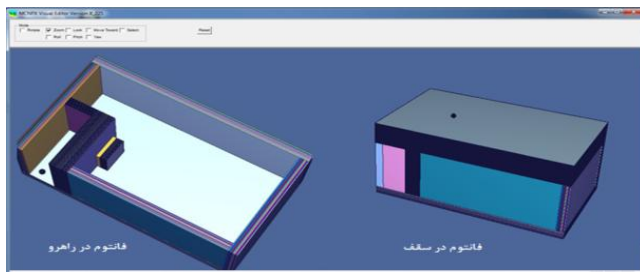 MCNPX Visual Editor Version X_22S
Mode
Rotate Zoom Look Move Toward Select
Roll Pivot Yaw
Reset
فانتوم در راهرو
فانتوم در سقف